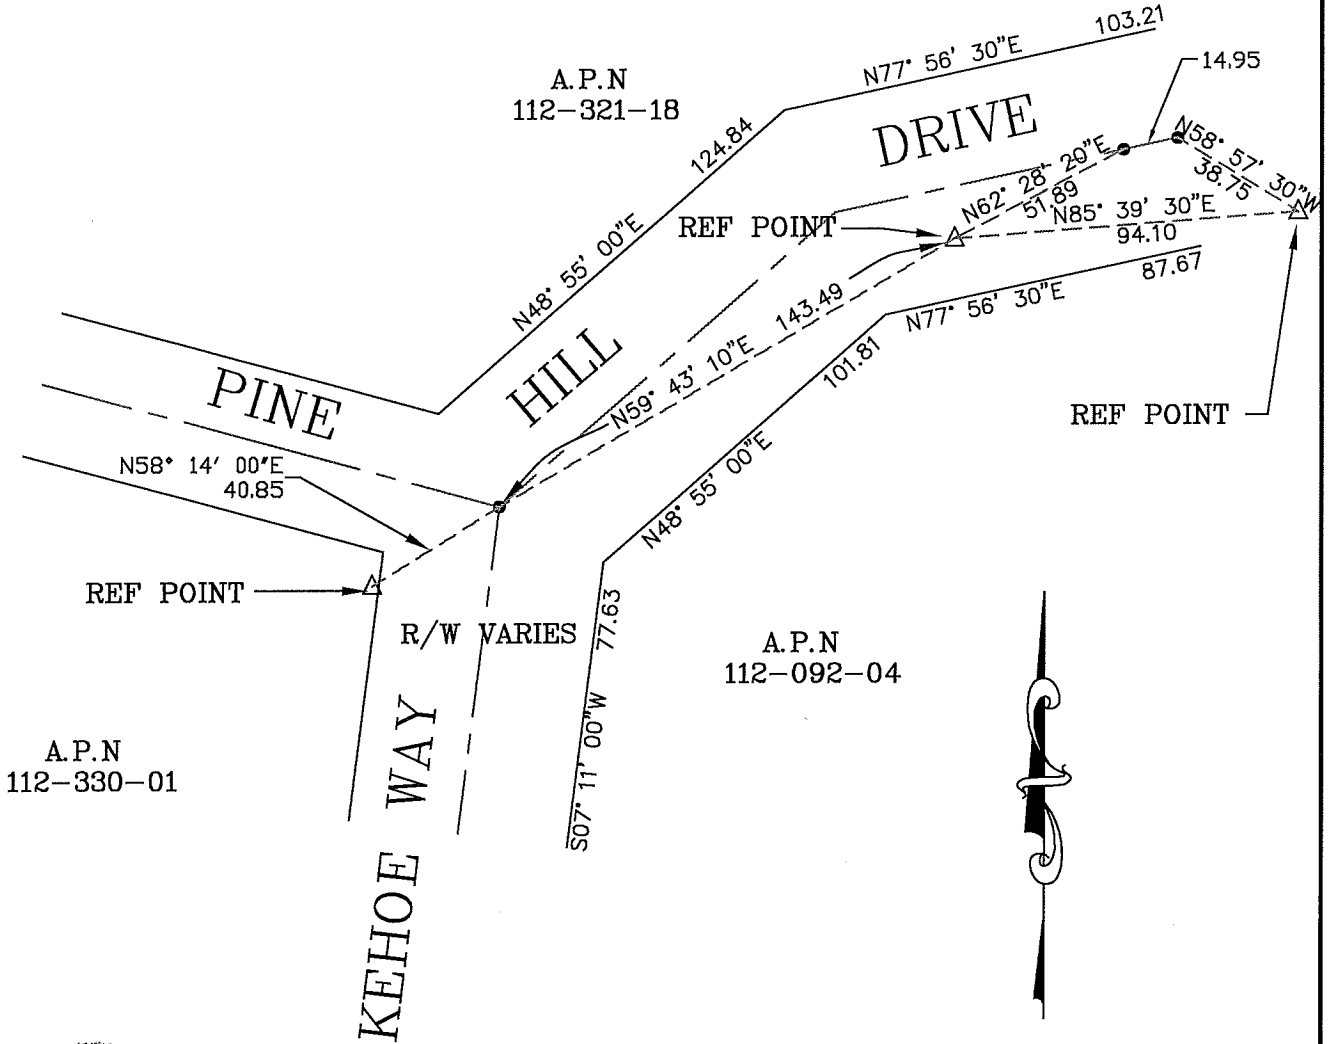 103.21
N77° 56' 30"E
14.95
A.P.N
112-321-18
DRIVE
124.84
N58° 57' 30"W
38.75
N62° 28' 20"E
51.89
N85° 39' 30"E
94.10
REF POINT
N48° 55' 00"E
87.67
N77° 56' 30"E
143.49
HILL
N59° 43' 10"E
101.81
PINE
REF POINT
N58° 14' 00"E
40.85
N48° 55' 00"E
REF POINT
R/W VARIES
77.63
A.P.N
112-092-04
S07° 11' 00"W
A.P.N
112-330-01
KEHOE WAY